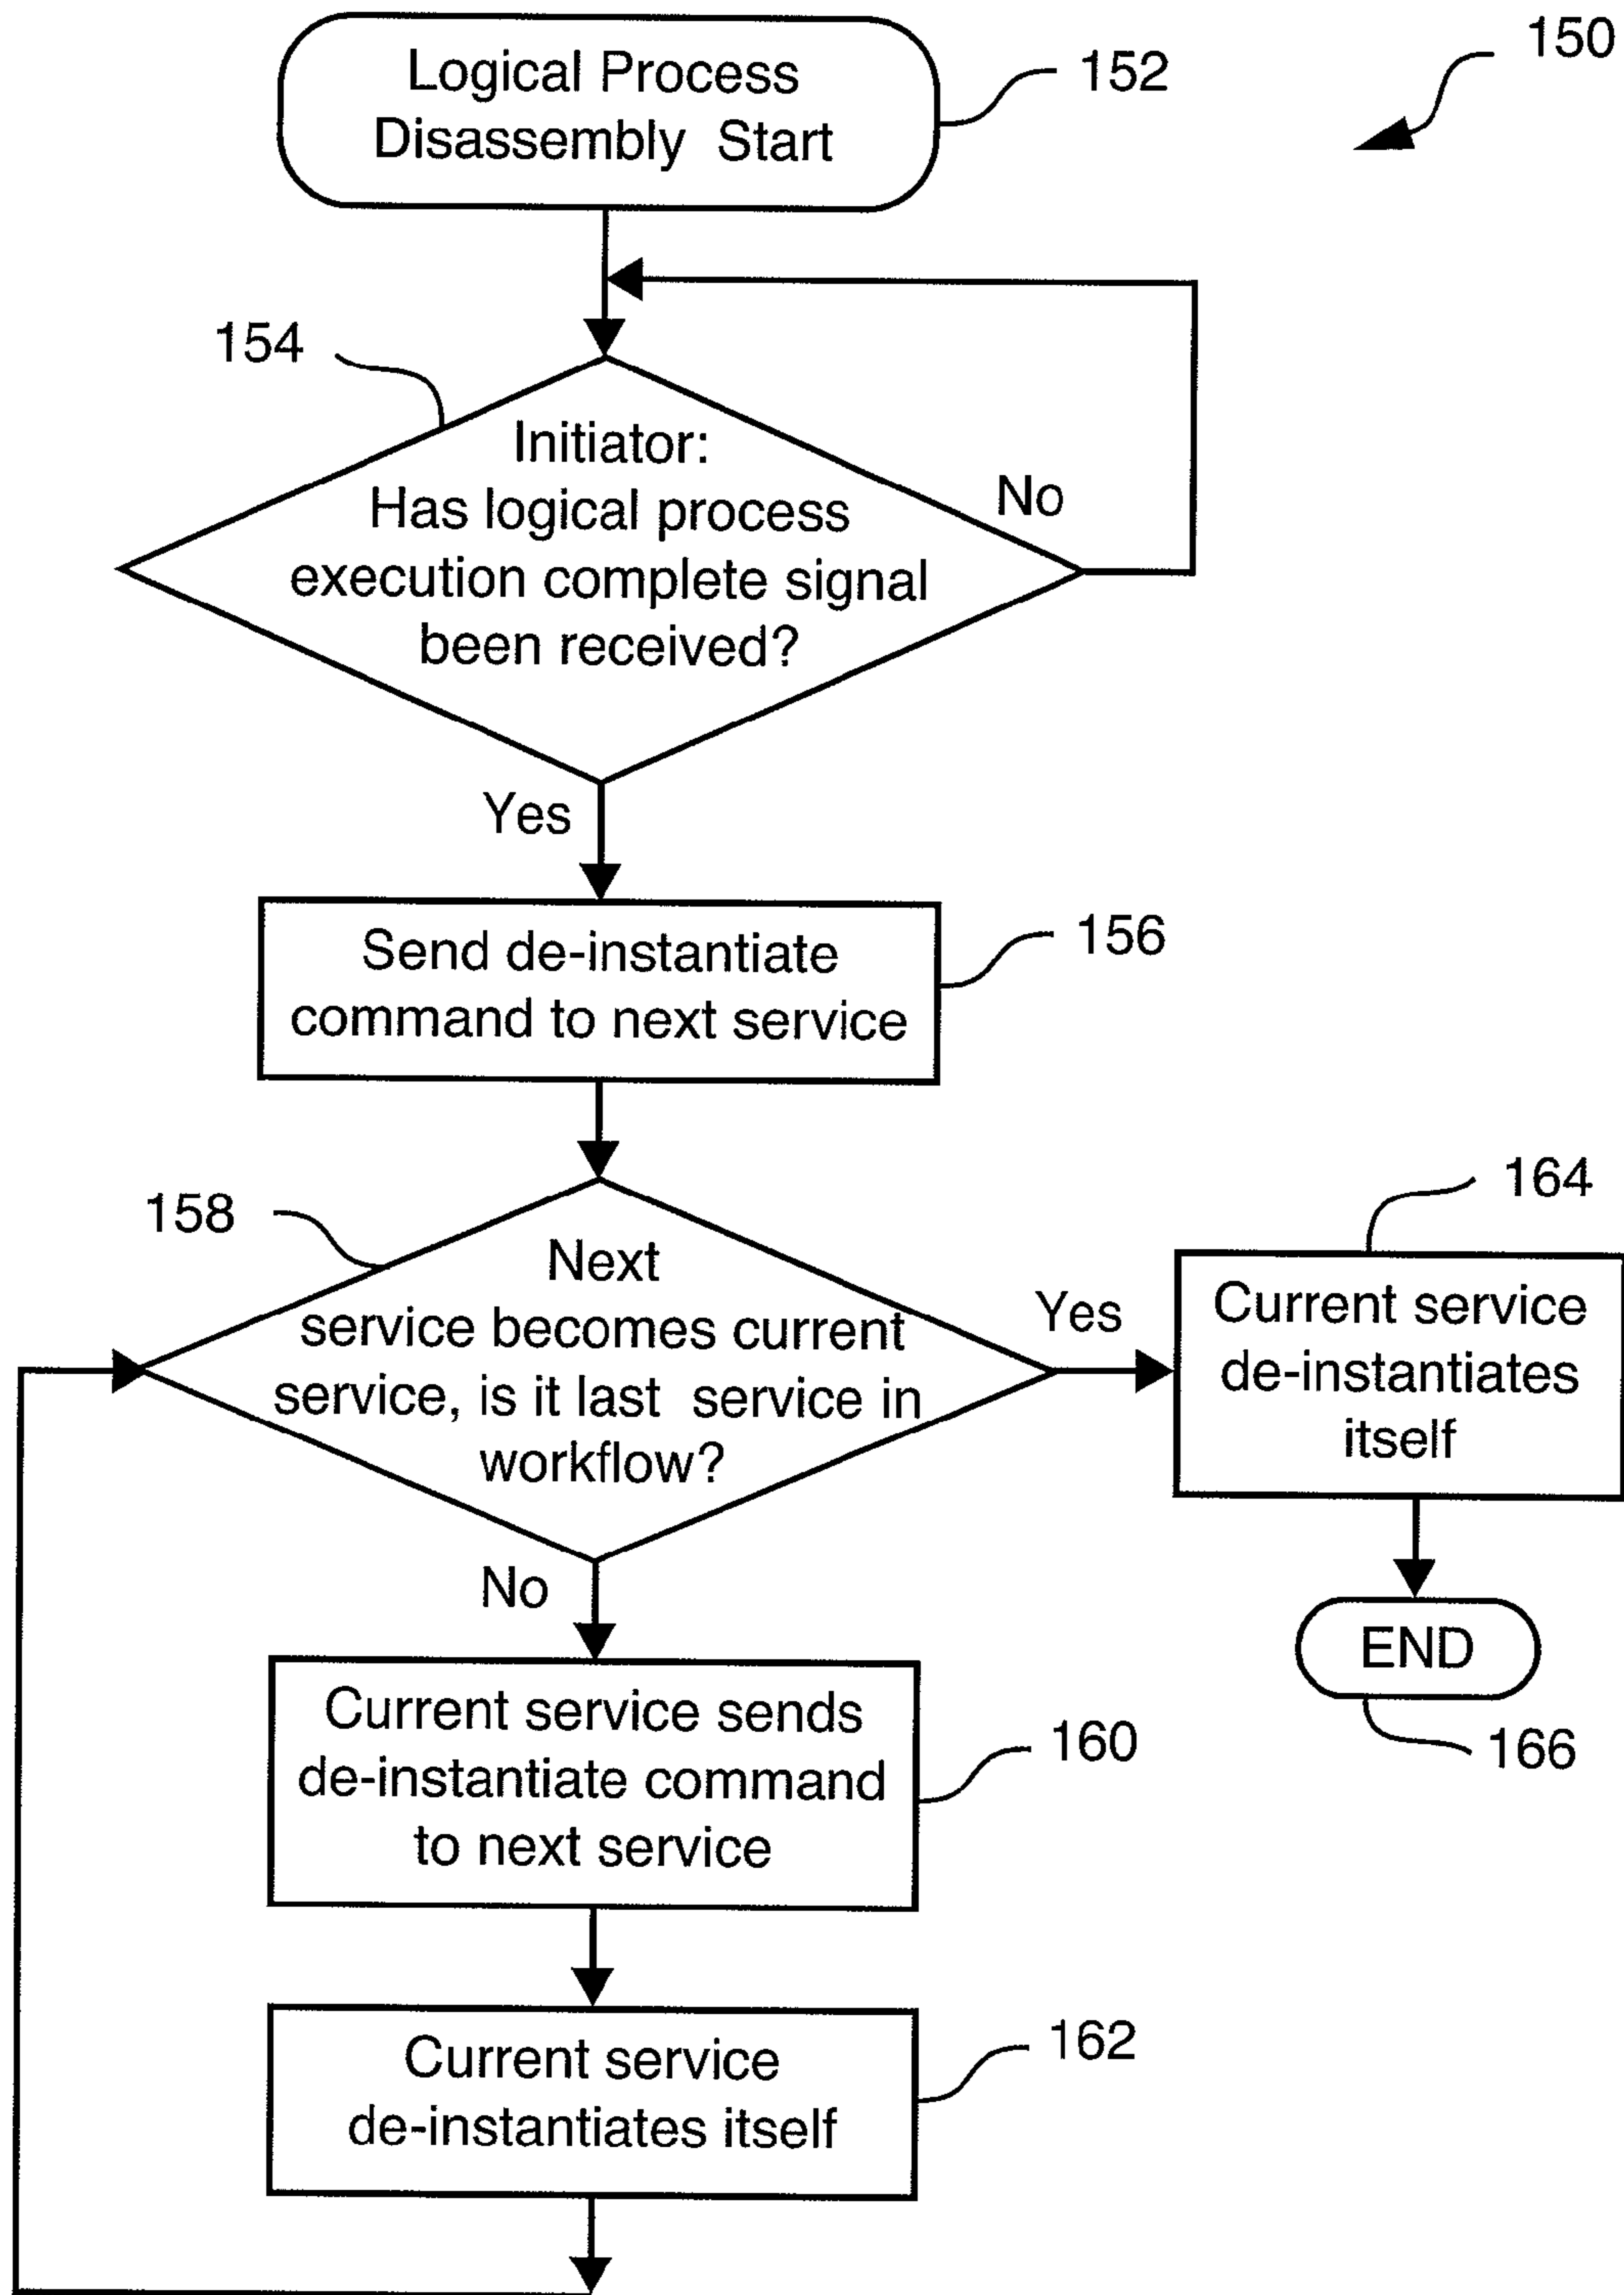 150
Logical Process
Disassembly Start
152
154
Initiator:
Has logical process
execution complete signal
been received?
No
Yes
Send de-instantiate
command to next service
156
158
Next
service becomes current
service, is it last service in
workflow?
Yes
164
Current service
de-instantiates
itself
No
END
166
Current service sends
de-instantiate command
to next service
160
Current service
de-instantiates itself
162